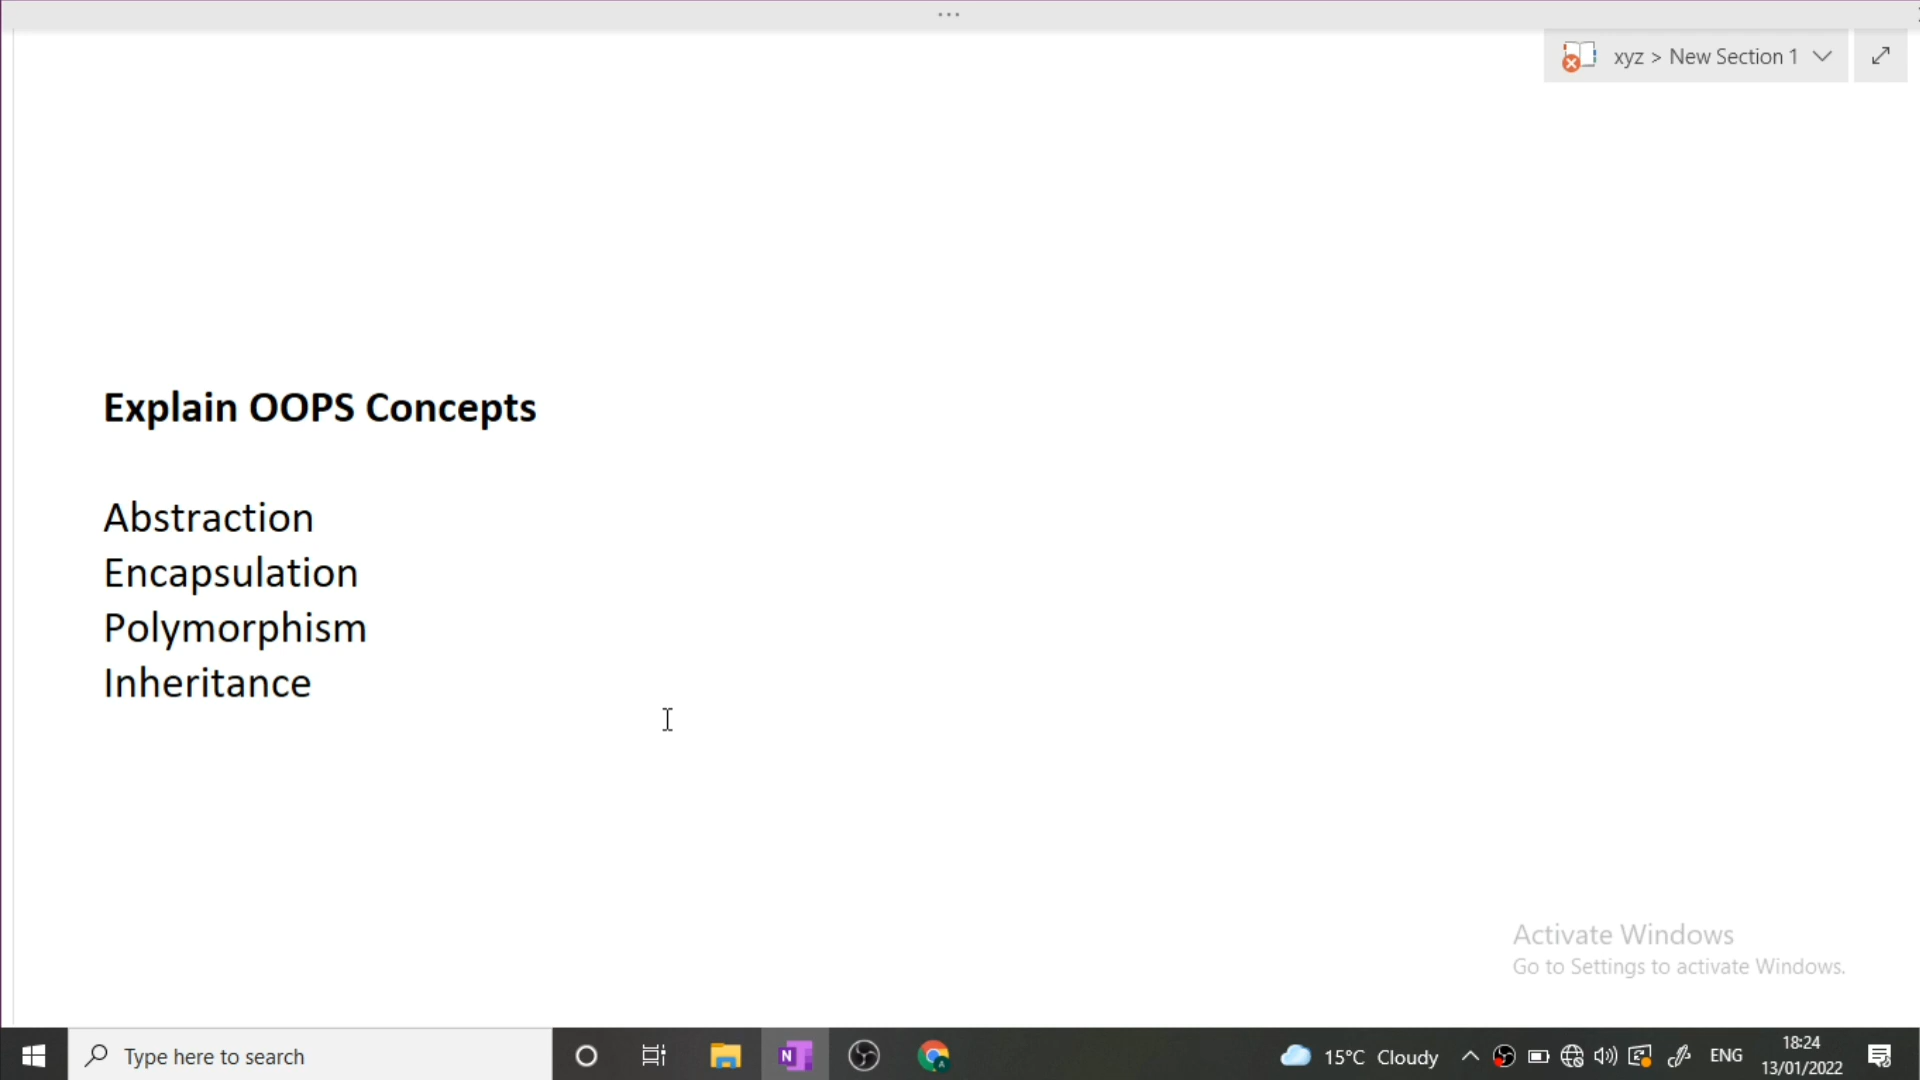 xyz > New Section 1
Explain OOPS Concepts
Abstraction
Encapsulation
Polymorphism
Inheritance
Activate Windows
Go to Settings to activate Windows.
Type here to search
15°C Cloudy
ENG
18:24
13/01/2022